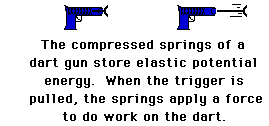 The compressed springs of a
dart gun store elastic potential
energy. When the trigger is
pulled, the springs apply a force
to do work on the dart.